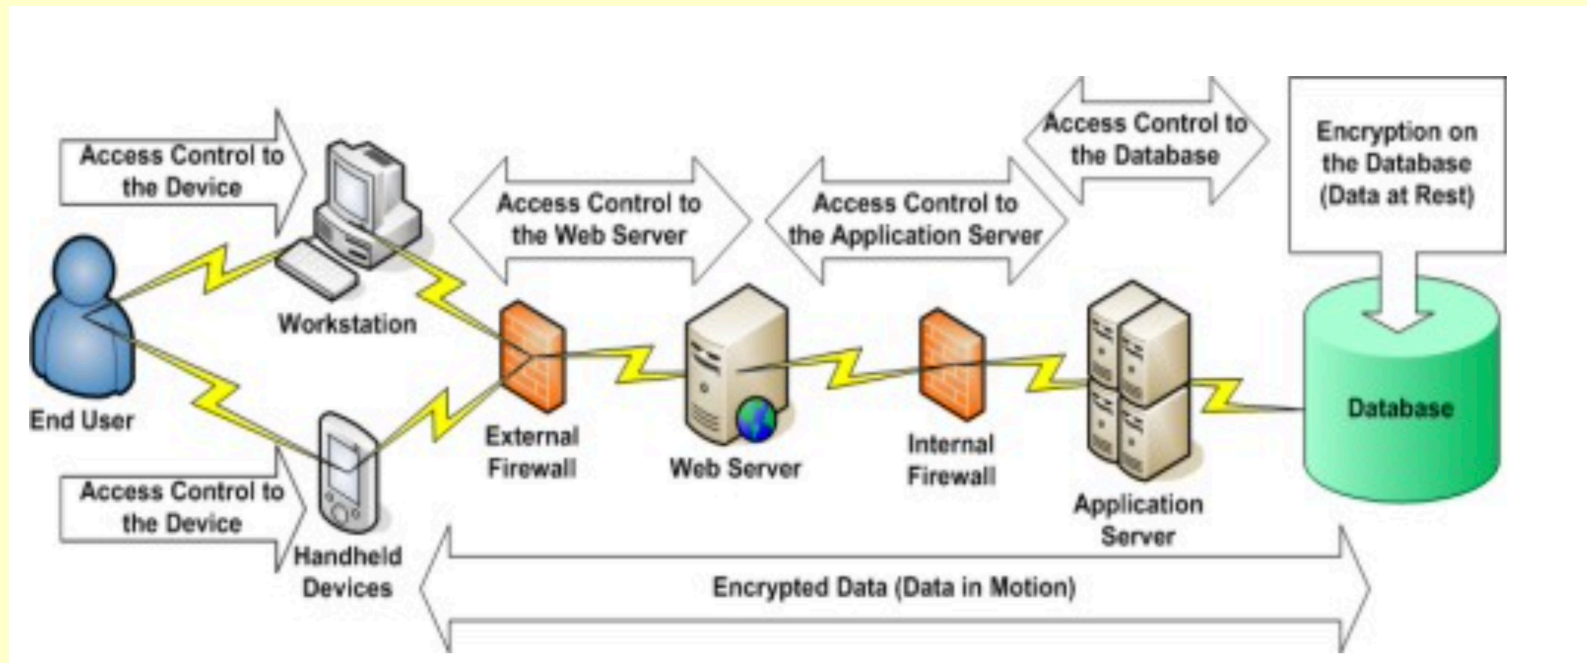 Access Control to
the Device
Workstation
End User
Access Control to
the Device
Handheld
Devices
Access Control to
the Web Server
External
Firewall
Web Server
Access Control to
the Application Server
Internal
Firewall
Access Control to
the Database
Application
Server
Encryption on
the Database
(Data at Rest)
Database
Encrypted Data (Data in Motion)